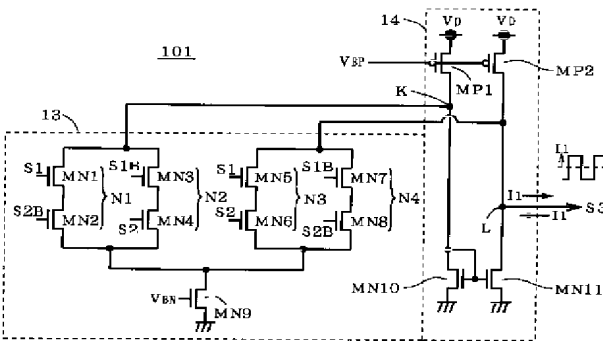 101
14
VD VD
VBP
MP1
MP2
K
13
S1 MN1 S1B MN3 S1 MN5 S1B MN7
N1 N2 N3 N4
S2B MN2 S2 MN4 S2 MN6 S2B MN8
I1
I1
S3
I1
L
MN10 MN11
VBN
MN9